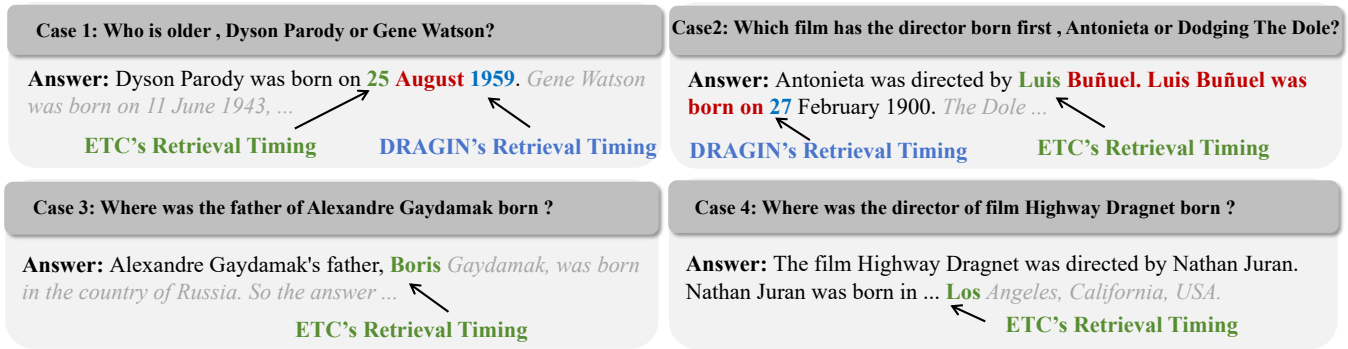 Case 1: Who is older , Dyson Parody or Gene Watson?
Answer: Dyson Parody was born on 25 August 1959. Gene Watson
was born on 11 June 1943, ...
ETC's Retrieval Timing
DRAGIN's Retrieval Timing
Case2: Which film has the director born first , Antonieta or Dodging The Dole?
Answer: Antonieta was directed by Luis Buñuel. Luis Buñuel was
born on 27 February 1900. The Dole ...
DRAGIN's Retrieval Timing
ETC's Retrieval Timing
Case 3: Where was the father of Alexandre Gaydamak born ?
Answer: Alexandre Gaydamak's father, Boris Gaydamak, was born
in the country of Russia. So the answer ...
ETC's Retrieval Timing
Case 4: Where was the director of film Highway Dragnet born ?
Answer: The film Highway Dragnet was directed by Nathan Juran.
Nathan Juran was born in ... Los Angeles, California, USA.
ETC's Retrieval Timing